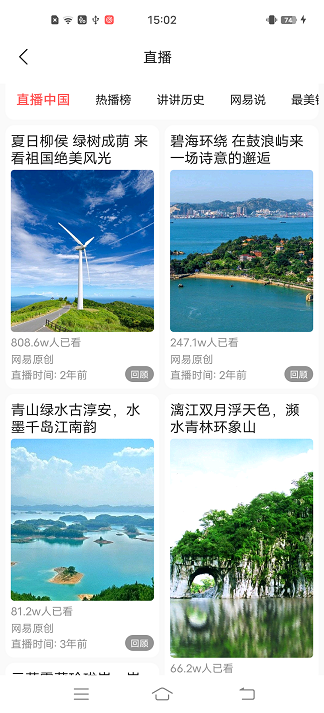 15:02
74
直播
直播中国 热播榜 讲讲历史 网易说
夏日柳侯 绿树成荫 来
看祖国绝美风光
808.6w人已看
网易原创
直播时间: 2年前
回顾
碧海环绕 在鼓浪屿来
一场诗意的邂逅
247.1w人已看
网易原创
直播时间: 2年前
回顾
青山绿水古淳安，水
墨千岛江南韵
81.2w人已看
网易原创
直播时间: 3年前
回顾
漓江双月浮天色，濒
水青林环象山
66.2w人已看